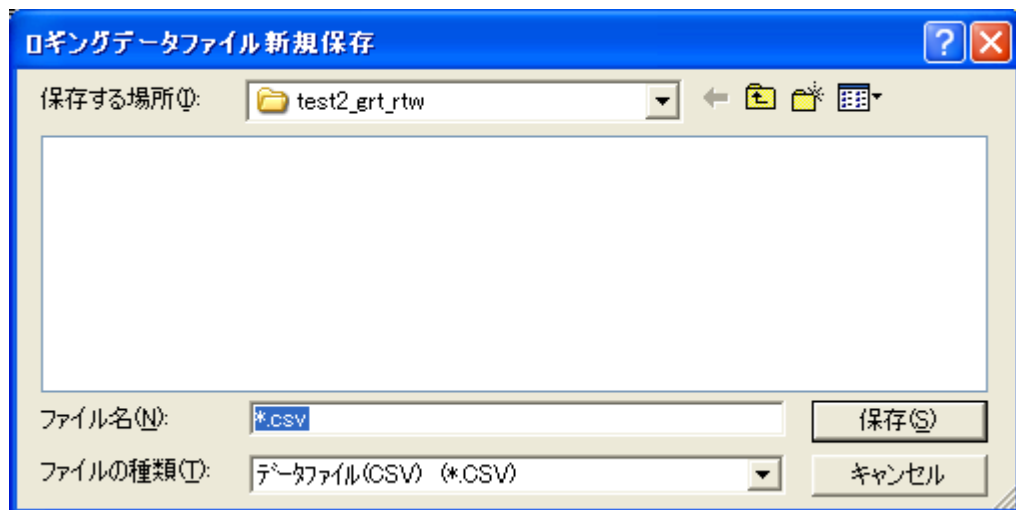 ロギングデータファイル新規保存
保存する場所(I): test2_grt_rtw
ファイル名(N): *.csv 保存(S)
ファイルの種類(T): データファイル(CSV) (*.CSV) キャンセル